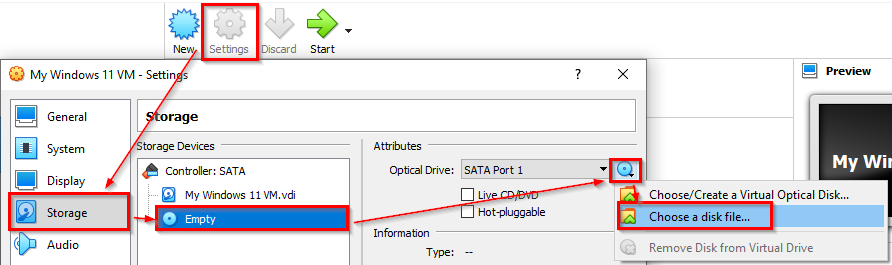 New
Settings
Discard
Start
My Windows 11 VM - Settings
Preview
General
System
Display
Storage
Audio
Storage
Storage Devices
Controller: SATA
My Windows 11 VM.vdi
Empty
Attributes
Optical Drive: SATA Port 1
Live CD/DVD
Hot-pluggable
Information
Type: --
Choose/Create a Virtual Optical Disk...
Choose a disk file...
Remove Disk from Virtual Drive
My Wind